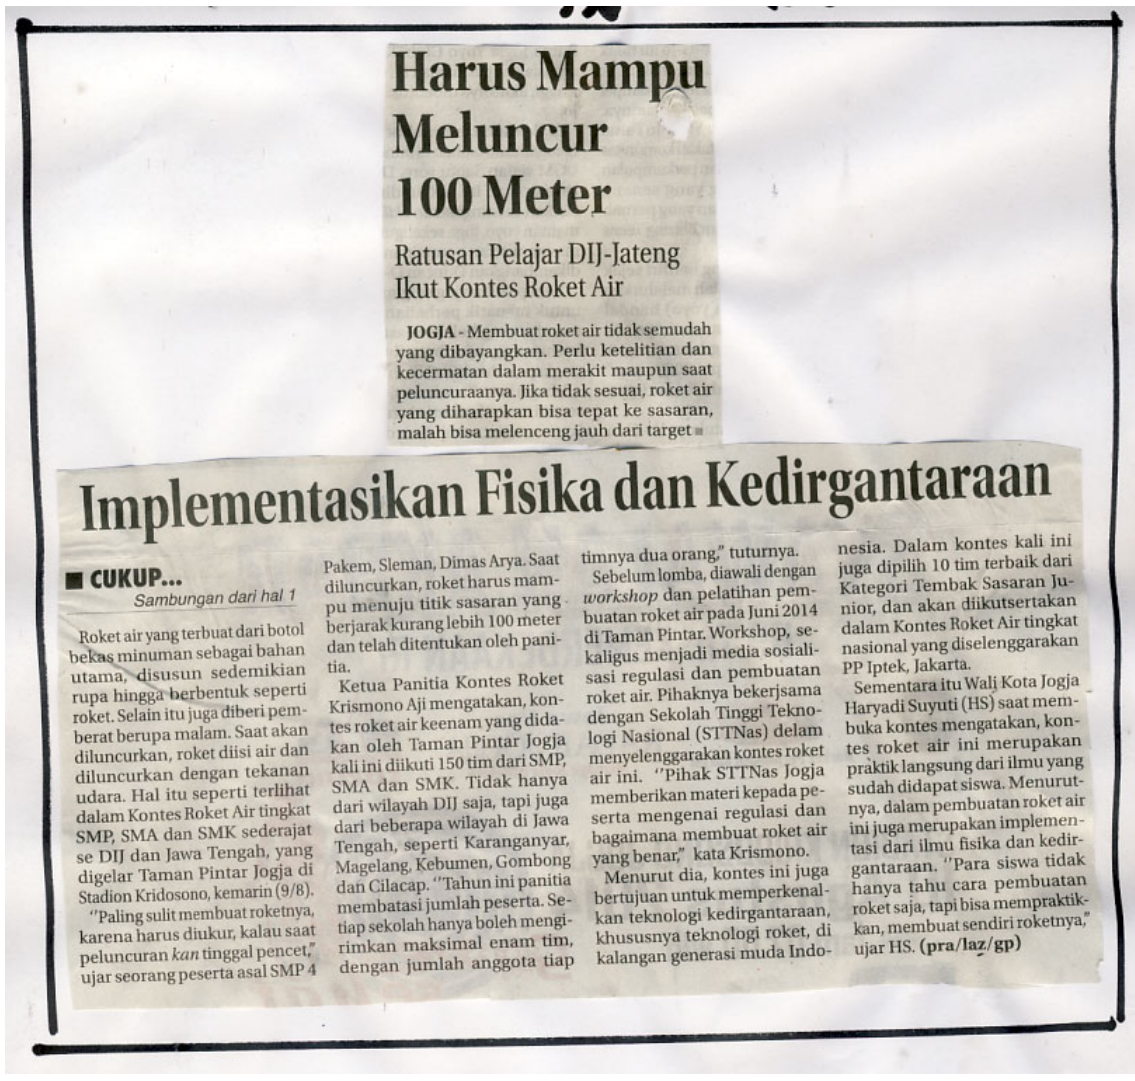 Harus Mampu
Meluncur
100 Meter
Ratusan Pelajar DIJ-Jateng
Ikut Kontes Roket Air
JOGJA - Membuat roket air tidak semudah
yang dibayangkan. Perlu ketelitian dan
kecermatan dalam merakit maupun saat
peluncuraanya. Jika tidak sesuai, roket air
yang diharapkan bisa tepat ke sasaran,
malah bisa melenceng jauh dari target ■
Implementasikan Fisika dan Kedirgantaraan
■ CUKUP...
Sambungan dari hal 1
Roket air yang terbuat dari botol
bekas minuman sebagai bahan
utama, disusun sedemikian
rupa hingga berbentuk seperti
roket. Selain itu juga diberi pem-
berat berupa malam. Saat akan
diluncurkan, roket diisi air dan
diluncurkan dengan tekanan
udara. Hal itu seperti terlihat
dalam Kontes Roket Air tingkat
SMP, SMA dan SMK sederajat
se DIJ dan Jawa Tengah, yang
digelar Taman Pintar Jogja di
Stadion Kridosono, kemarin (9/8).
"Paling sulit membuat roketnya,
karena harus diukur, kalau saat
peluncuran kan tinggal pencet,"
ujar seorang peserta asal SMP 4
Pakem, Sleman, Dimas Arya. Saat
diluncurkan, roket harus mam-
pu menuju titik sasaran yang
berjarak kurang lebih 100 meter
dan telah ditentukan oleh pani-
tia.
Ketua Panitia Kontes Roket
Krismono Aji mengatakan, kon-
tes roket air keenam yang dida-
kan oleh Taman Pintar Jogja
kali ini diikuti 150 tim dari SMP,
SMA dan SMK. Tidak hanya
dari wilayah DIJ saja, tapi juga
dari beberapa wilayah di Jawa
Tengah, seperti Karanganyar,
Magelang, Kebumen, Gombong
dan Cilacap. "Tahun ini panitia
membatasi jumlah peserta. Se-
tiap sekolah hanya boleh mengi-
rimkan maksimal enam tim,
dengan jumlah anggota tiap
timnya dua orang," tuturnya.
Sebelum lomba, diawali dengan
workshop dan pelatihan pem-
buatan roket air pada Juni 2014
di Taman Pintar. Workshop, se-
kaligus menjadi media sosiali-
sasi regulasi dan pembuatan
roket air. Pihaknya bekerjsama
dengan Sekolah Tinggi Tekno-
logi Nasional (STTNas) delam
menyelenggarakan kontes roket
air ini. "Pihak STTNas Jogja
memberikan materi kepada pe-
serta mengenai regulasi dan
bagaimana membuat roket air
yang benar," kata Krismono.
Menurut dia, kontes ini juga
bertujuan untuk memperkenal-
kan teknologi kedirgantaraan,
khususnya teknologi roket, di
kalangan generasi muda Indo-
nesia. Dalam kontes kali ini
juga dipilih 10 tim terbaik dari
Kategori Tembak Sasaran Ju-
nior, dan akan diikutsertakan
dalam Kontes Roket Air tingkat
nasional yang diselenggarakan
PP Iptek, Jakarta.
Sementara itu Wali Kota Jogja
Haryadi Suyuti (HS) saat mem-
buka kontes mengatakan, kon-
tes roket air ini merupakan
praktik langsung dari ilmu yang
sudah didapat siswa. Menurut-
nya, dalam pembuatan roket air
ini juga merupakan implemen-
tasi dari ilmu fisika dan kedir-
gantaraan. "Para siswa tidak
hanya tahu cara pembuatan
roket saja, tapi bisa mempraktik-
kan, membuat sendiri roketnya,"
ujar HS. (pra/laz/gp)